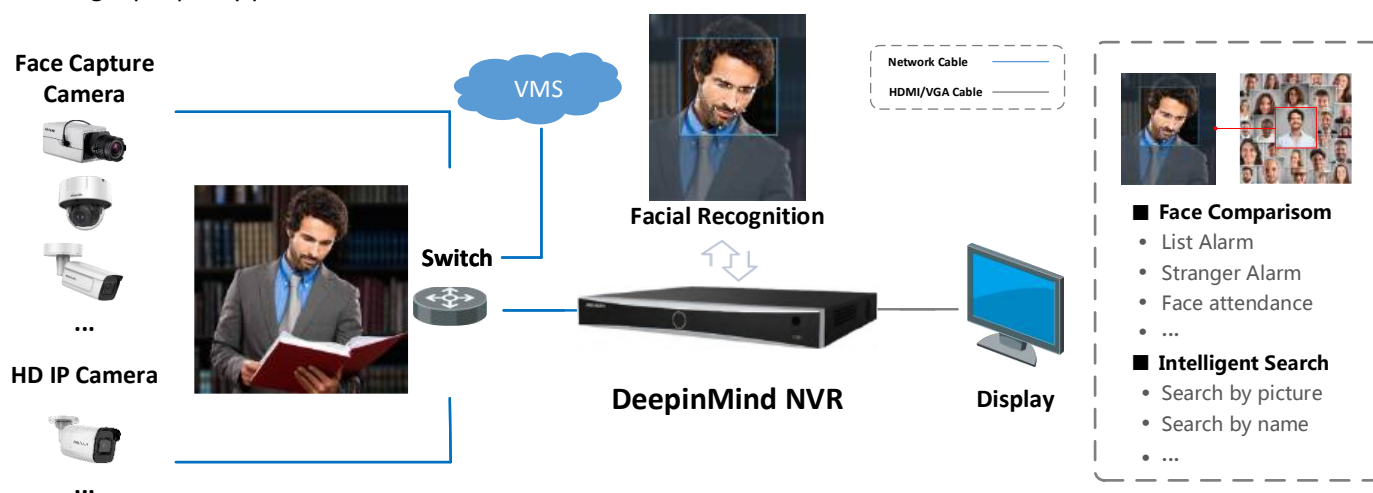 Face Capture
Camera
...
HD IP Camera
...
VMS
Switch
Facial Recognition
DeepinMind NVR
Display
Network Cable
HDMI/VGA Cable
■ Face Comparisom
• List Alarm
• Stranger Alarm
• Face attendance
• ...
■ Intelligent Search
• Search by picture
• Search by name
• ...